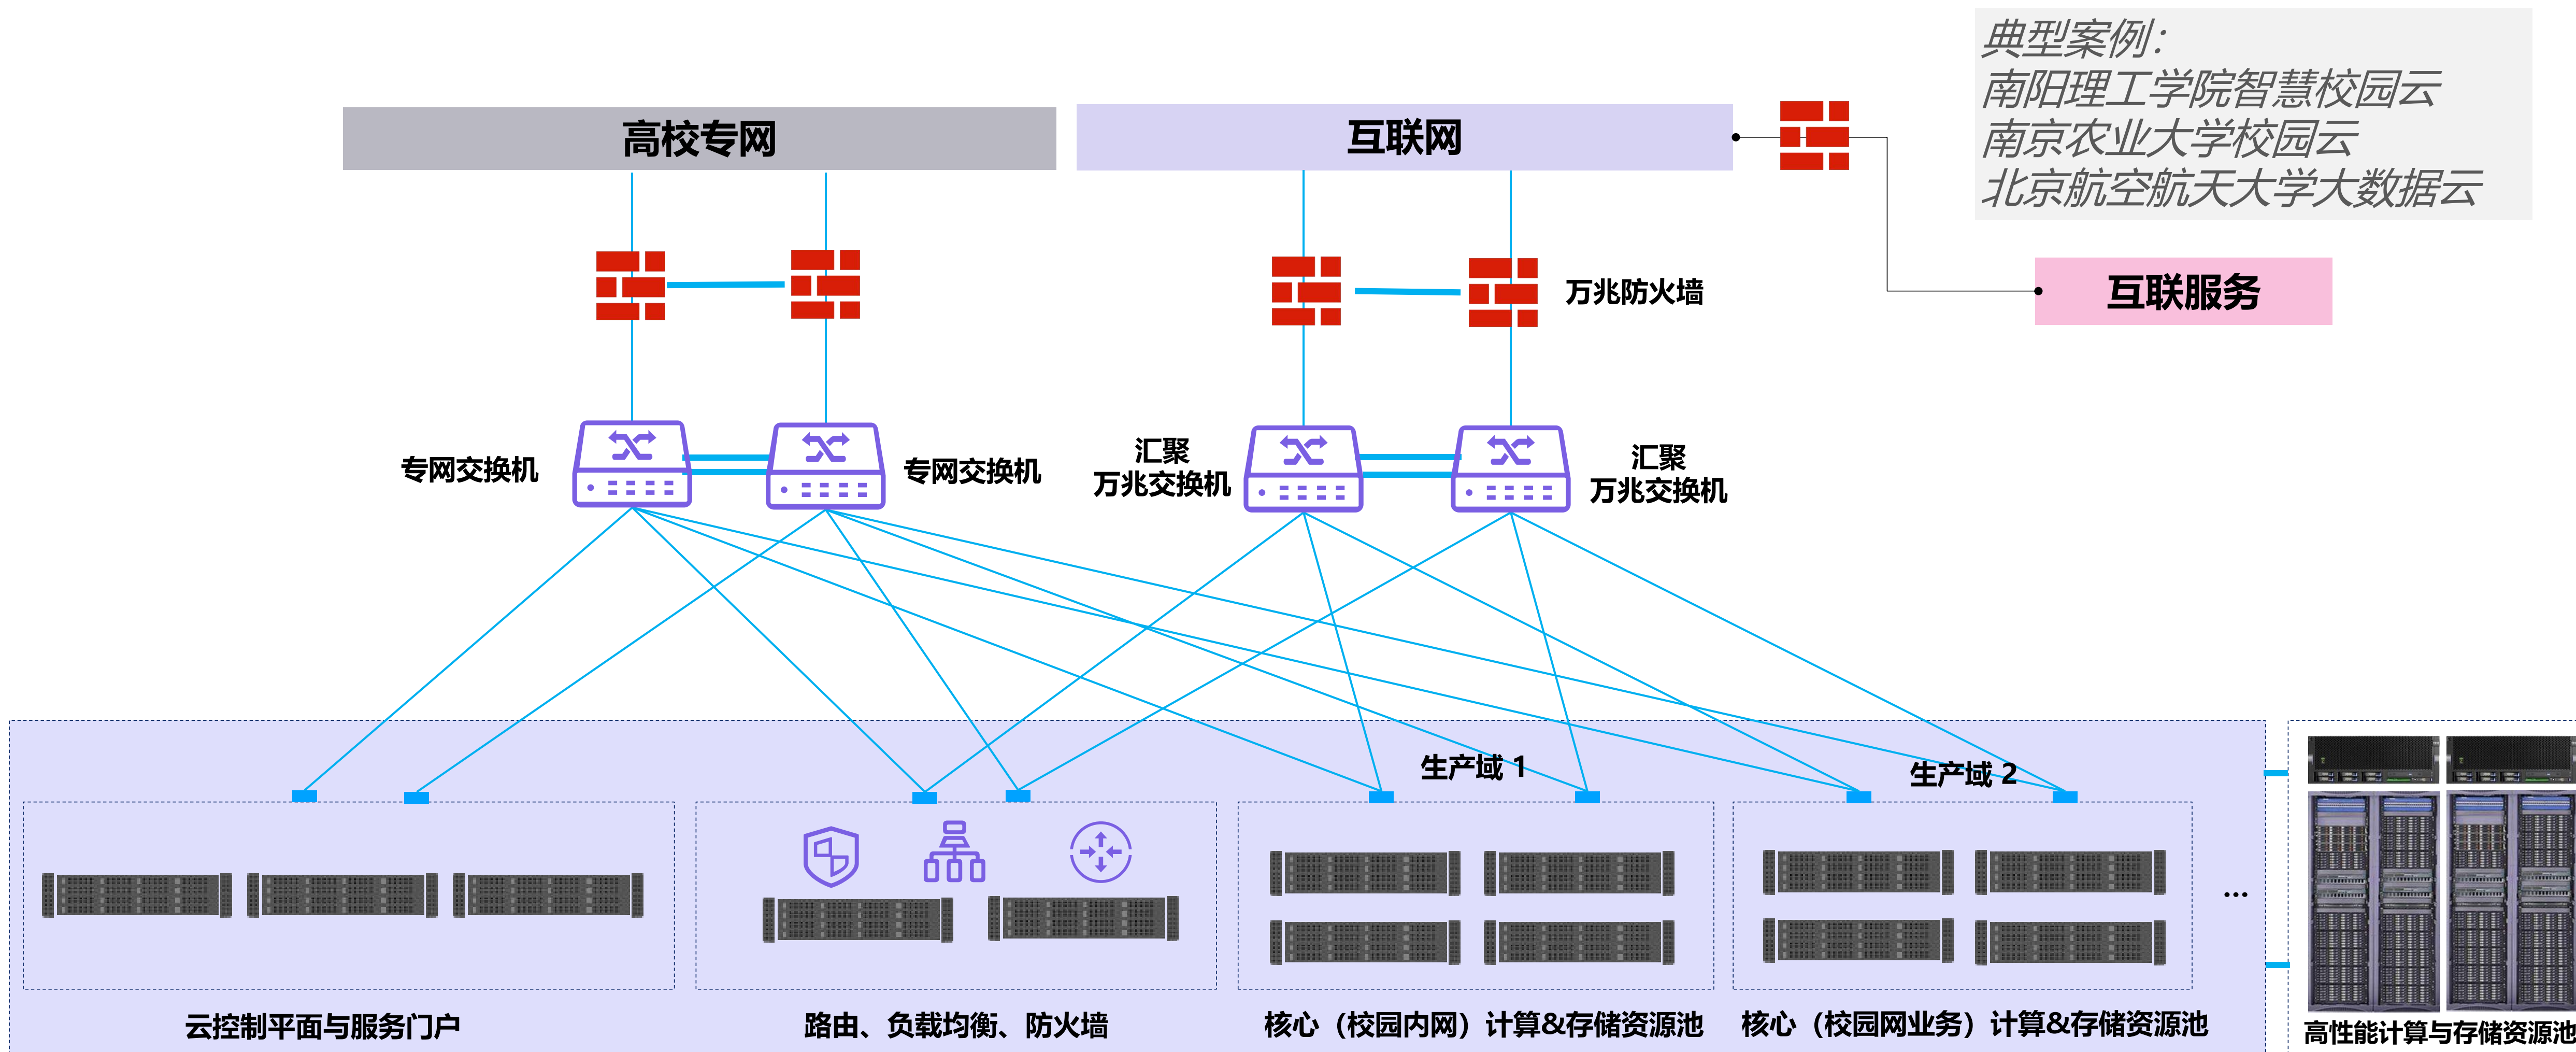 典型案例：
南阳理工学院智慧校园云
南京农业大学校园云
北京航空航天大学大数据云
高校专网
互联网
万兆防火墙
互联服务
专网交换机
专网交换机
汇聚
万兆交换机
汇聚
万兆交换机
生产域 1
生产域 2
...
云控制平面与服务门户
路由、负载均衡、防火墙
核心（校园内网）计算&存储资源池
核心（校园网业务）计算&存储资源池
高性能计算与存储资源池